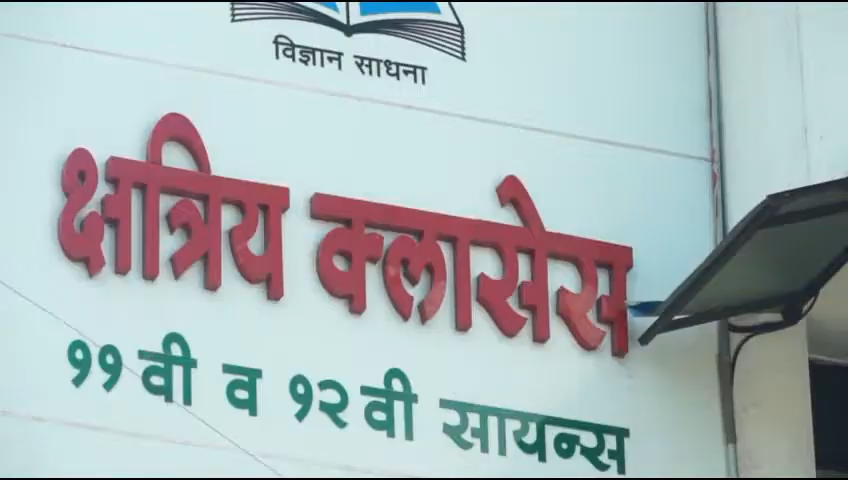 विज्ञान साधना
क्षत्रिय क्लासेस
११ वी व १२ वी सायन्स